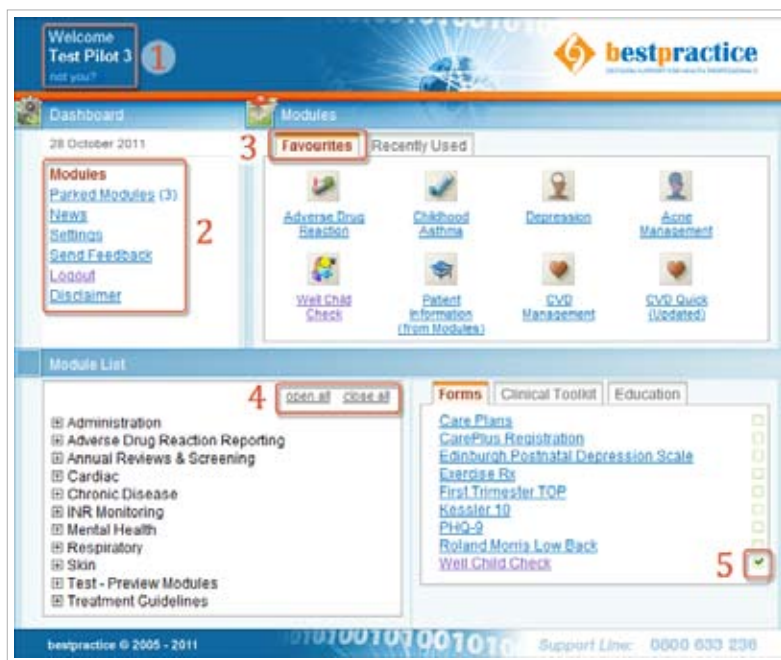 Welcome
Test Pilot 3
not you?
1
bestpractice
Dashboard
Modules
28 October 2011
3
Favourites
Recently Used
Modules
Parked Modules (3)
News
Settings
Send Feedback
Logout
Disclaimer
2
Adverse Drug
Reaction
Childhood
Asthma
Depression
Acne
Management
Well Child
Check
Patient
Information
(from Modules)
CVD
Management
CVD Quick
(Updated)
Module List
4
open all close all
Administration
Adverse Drug Reaction Reporting
Annual Reviews & Screening
Cardiac
Chronic Disease
INR Monitoring
Mental Health
Respiratory
Skin
Test - Preview Modules
Treatment Guidelines
Forms
Clinical Toolkit
Education
Care Plans
CarePlus Registration
Edinburgh Postnatal Depression Scale
Exercise Rx
First Trimester TOP
Kessler 10
PHQ-9
Roland Morris Low Back
Well Child Check
5
bestpractice © 2005 - 2011
Support Line: 0800 633 236